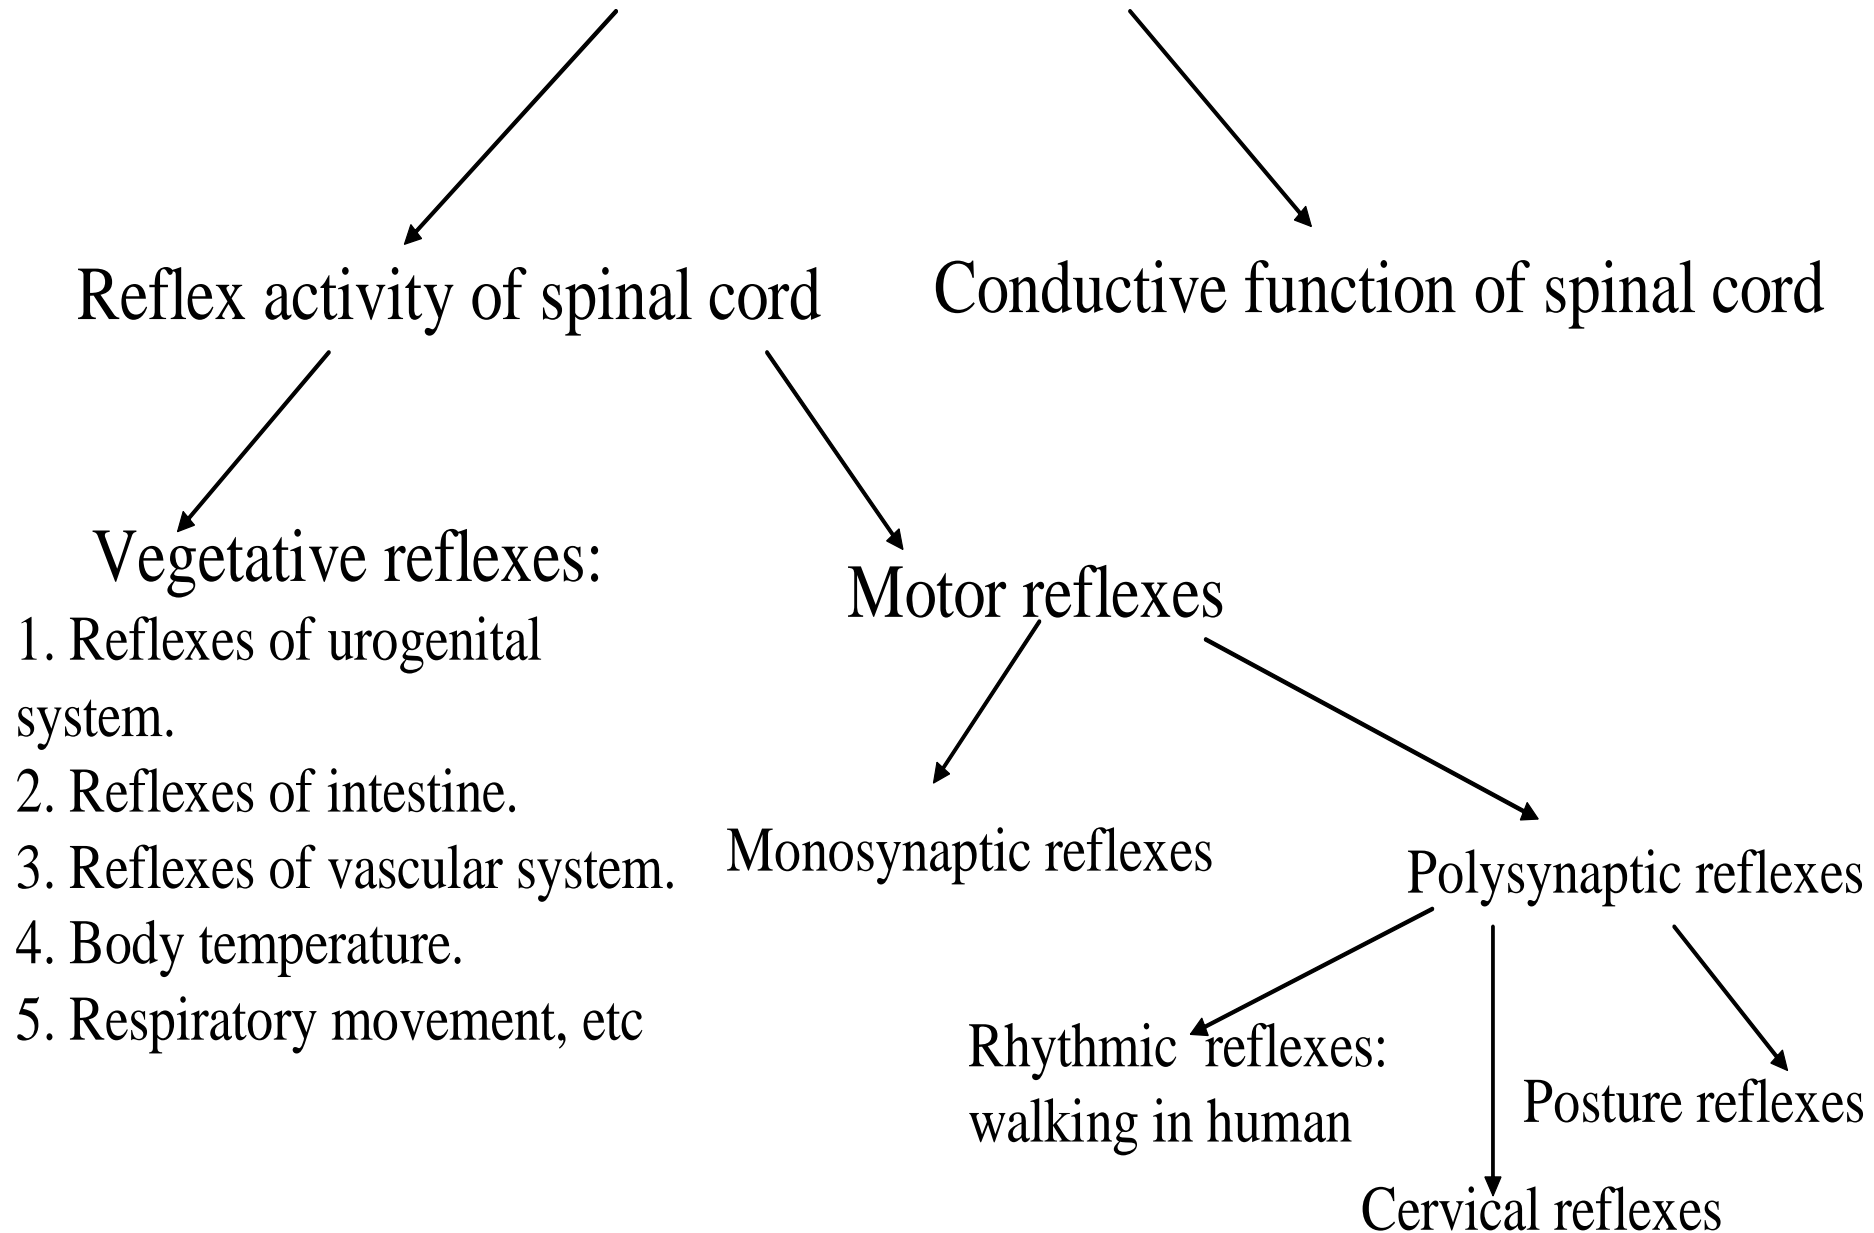 Reflex activity of spinal cord
Conductive function of spinal cord
Vegetative reflexes:
1. Reflexes of urogenital
system.
2. Reflexes of intestine.
3. Reflexes of vascular system.
4. Body temperature.
5. Respiratory movement, etc
Motor reflexes
Monosynaptic reflexes
Polysynaptic reflexes
Rhythmic reflexes:
walking in human
Posture reflexes
Cervical reflexes